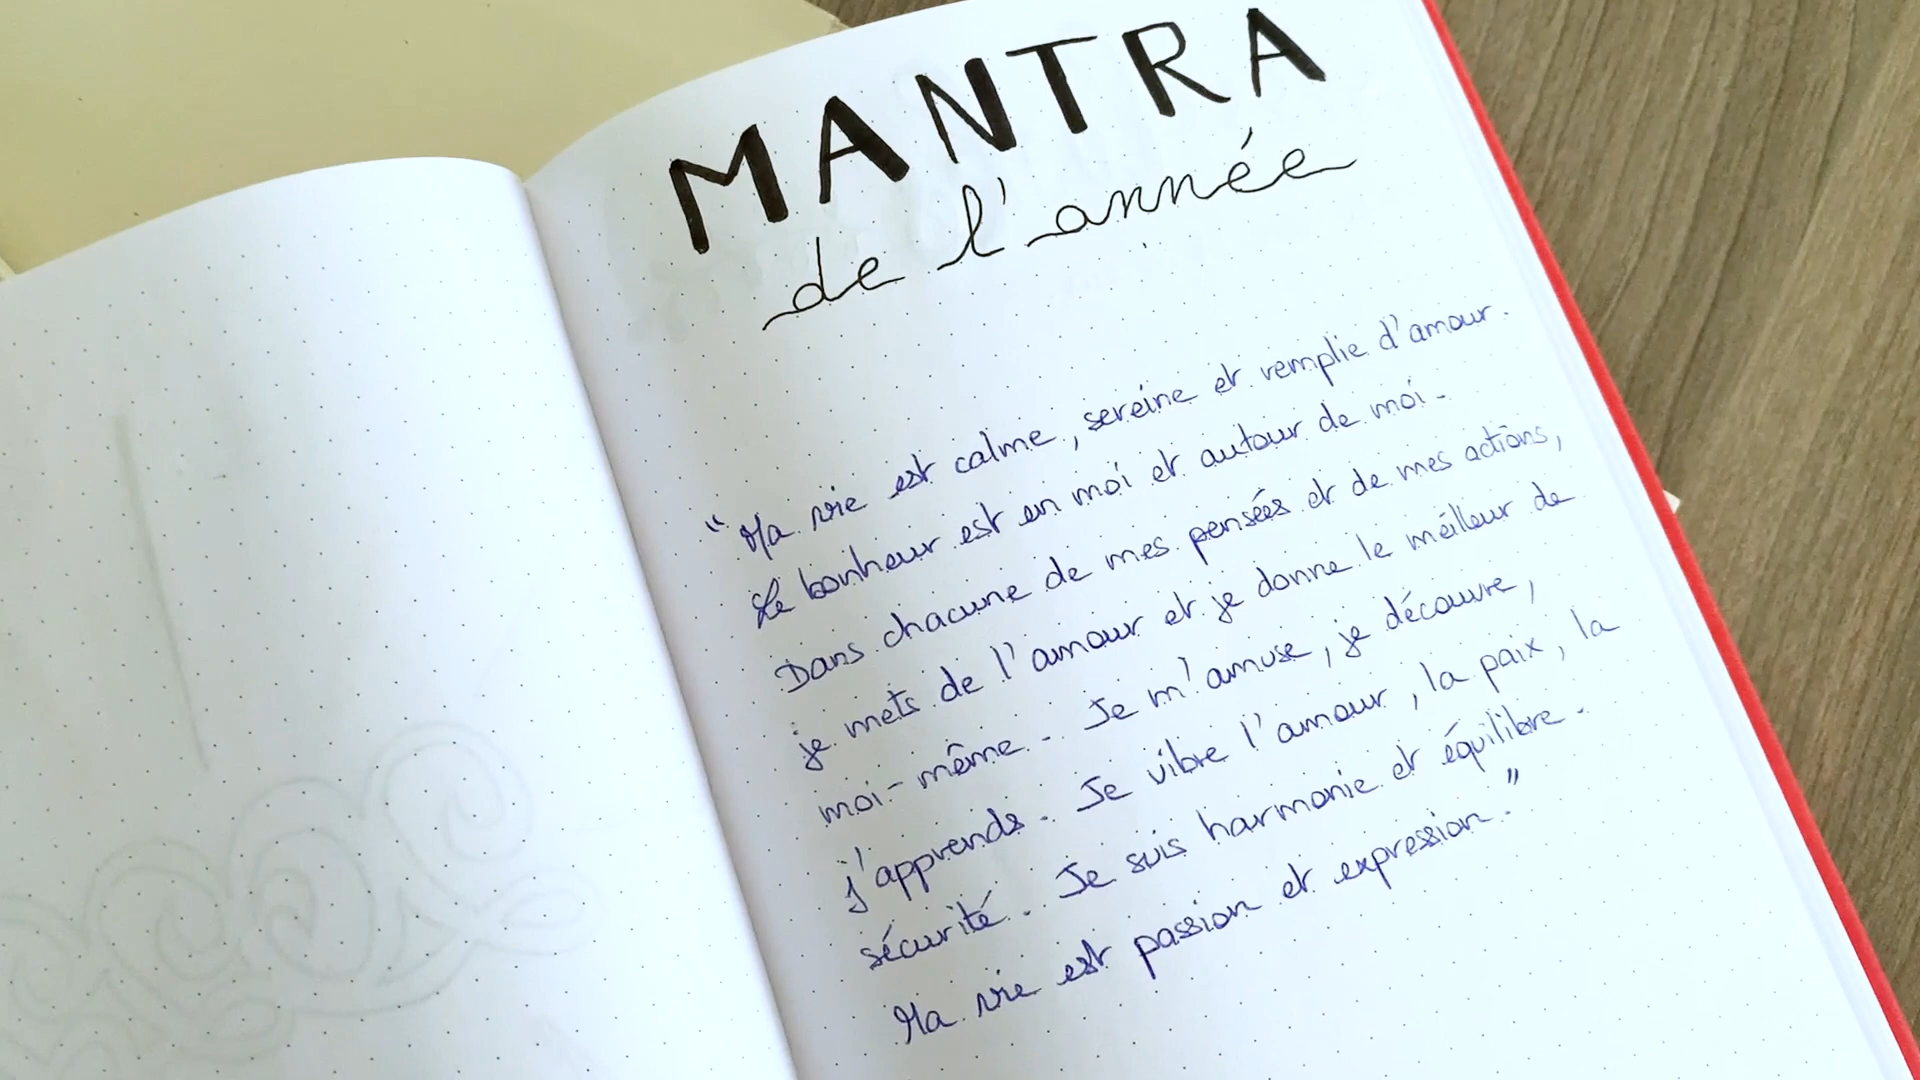 MANTRA
de l'année
“Ma vie est calme, sereine et remplie d'amour.
Le bonheur est en moi et autour de moi.
Dans chacune de mes pensées et de mes actions,
je mets de l'amour et je donne le meilleur de
moi-même. Je m'amuse, je découvre,
j'apprends. Je vibre l'amour, la paix, la
sécurité. Je suis harmonie et équilibre.
Ma vie est passion et expression.”